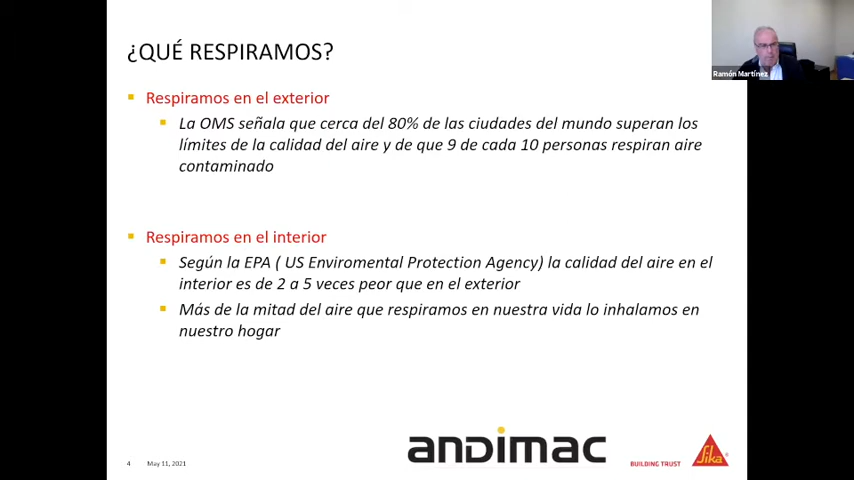 ¿QUÉ RESPIRAMOS?
Ramón Martínez
Respiramos en el exterior
La OMS señala que cerca del 80% de las ciudades del mundo superan los
límites de la calidad del aire y de que 9 de cada 10 personas respiran aire
contaminado
Respiramos en el interior
Según la EPA ( US Enviromental Protection Agency) la calidad del aire en el
interior es de 2 a 5 veces peor que en el exterior
Más de la mitad del aire que respiramos en nuestra vida lo inhalamos en
nuestro hogar
andimac
4 May 11, 2021
BUILDING TRUST
Sika